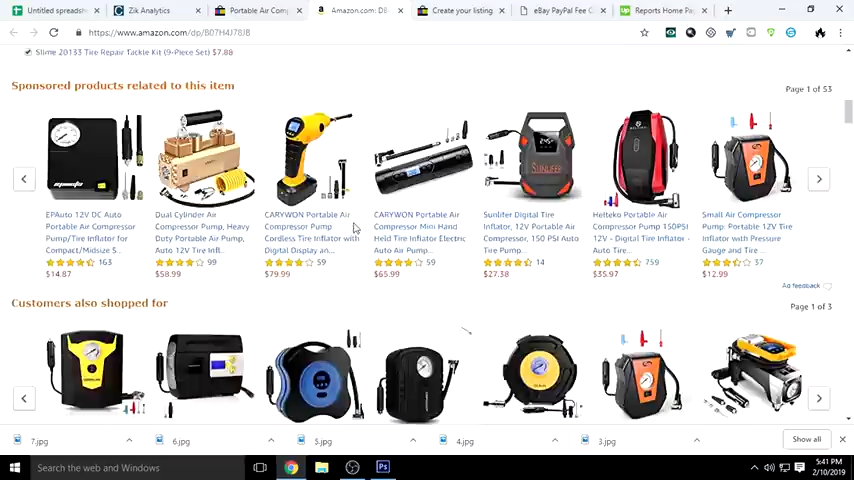 Untitled spreadsh
Zik Analytics
Portable Air Com
Amazon.com: DB
Create your listing
eBay PayPal Fee C
Reports Home Pa
https://www.amazon.com/dp/B07H4J78JB
Slime 20133 Tire Repair Tackle Kit (9-Piece Set) $7.88
Sponsored products related to this item
Page 1 of 53
EPAuto 12V DC Auto
Portable Air Compressor
Pump/Tire Inflator for
Compact/Midsize S...
163
$14.87
Dual Cylinder Air
Compressor Pump, Heavy
Duty Portable Air Pump,
Auto 12V Tire Infl...
99
$58.99
CARYWON Portable Air
Compressor Pump
Cordless Tire Inflator with
Digital Display an...
59
$79.99
CARYWON Portable Air
Compressor Mini Hand
Held Tire Inflator Electric
Auto Air Pump...
59
$65.99
Sunlifer Digital Tire
Inflator, 12V Portable Air
Compressor, 150 PSI Auto
Tire Pump...
14
$27.38
Helteko Portable Air
Compressor Pump 150PSI
12V - Digital Tire Inflator -
Auto Pump...
759
$35.97
Small Air Compressor
Pump: Portable 12V Tire
Inflator with Pressure
Gauge and Tire ...
37
$12.99
Ad feedback
Customers also shopped for
Page 1 of 3
7.jpg
6.jpg
5.jpg
4.jpg
3.jpg
Show all
Search the web and Windows
5:41 PM
2/10/2019